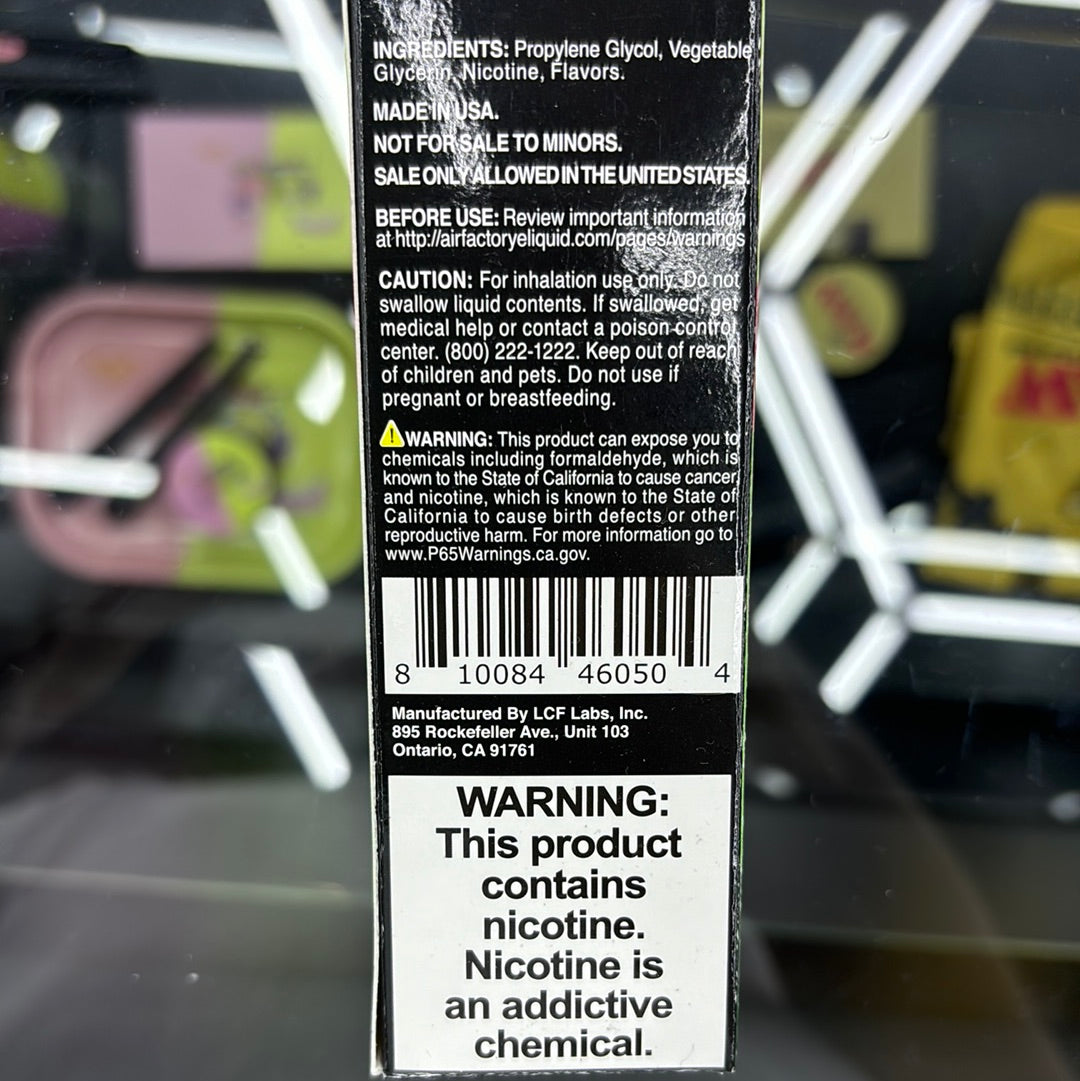 INGREDIENTS: Propylene Glycol, Vegetable
Glycerin, Nicotine, Flavors.
MADE IN USA.
NOT FOR SALE TO MINORS.
SALE ONLY ALLOWED IN THE UNITED STATES.
BEFORE USE: Review important information
at http://airfactoryeliquid.com/pages/warnings
CAUTION: For inhalation use only. Do not
swallow liquid contents. If swallowed, get
medical help or contact a poison control
center. (800) 222-1222. Keep out of reach
of children and pets. Do not use if
pregnant or breastfeeding.
WARNING: This product can expose you to
chemicals including formaldehyde, which is
known to the State of California to cause cancer,
and nicotine, which is known to the State of
California to cause birth defects or other
reproductive harm. For more information go to
www.P65Warnings.ca.gov.
8 10084 46050 4
Manufactured By LCF Labs, Inc.
895 Rockefeller Ave., Unit 103
Ontario, CA 91761
WARNING:
This product
contains
nicotine.
Nicotine is
an addictive
chemical.